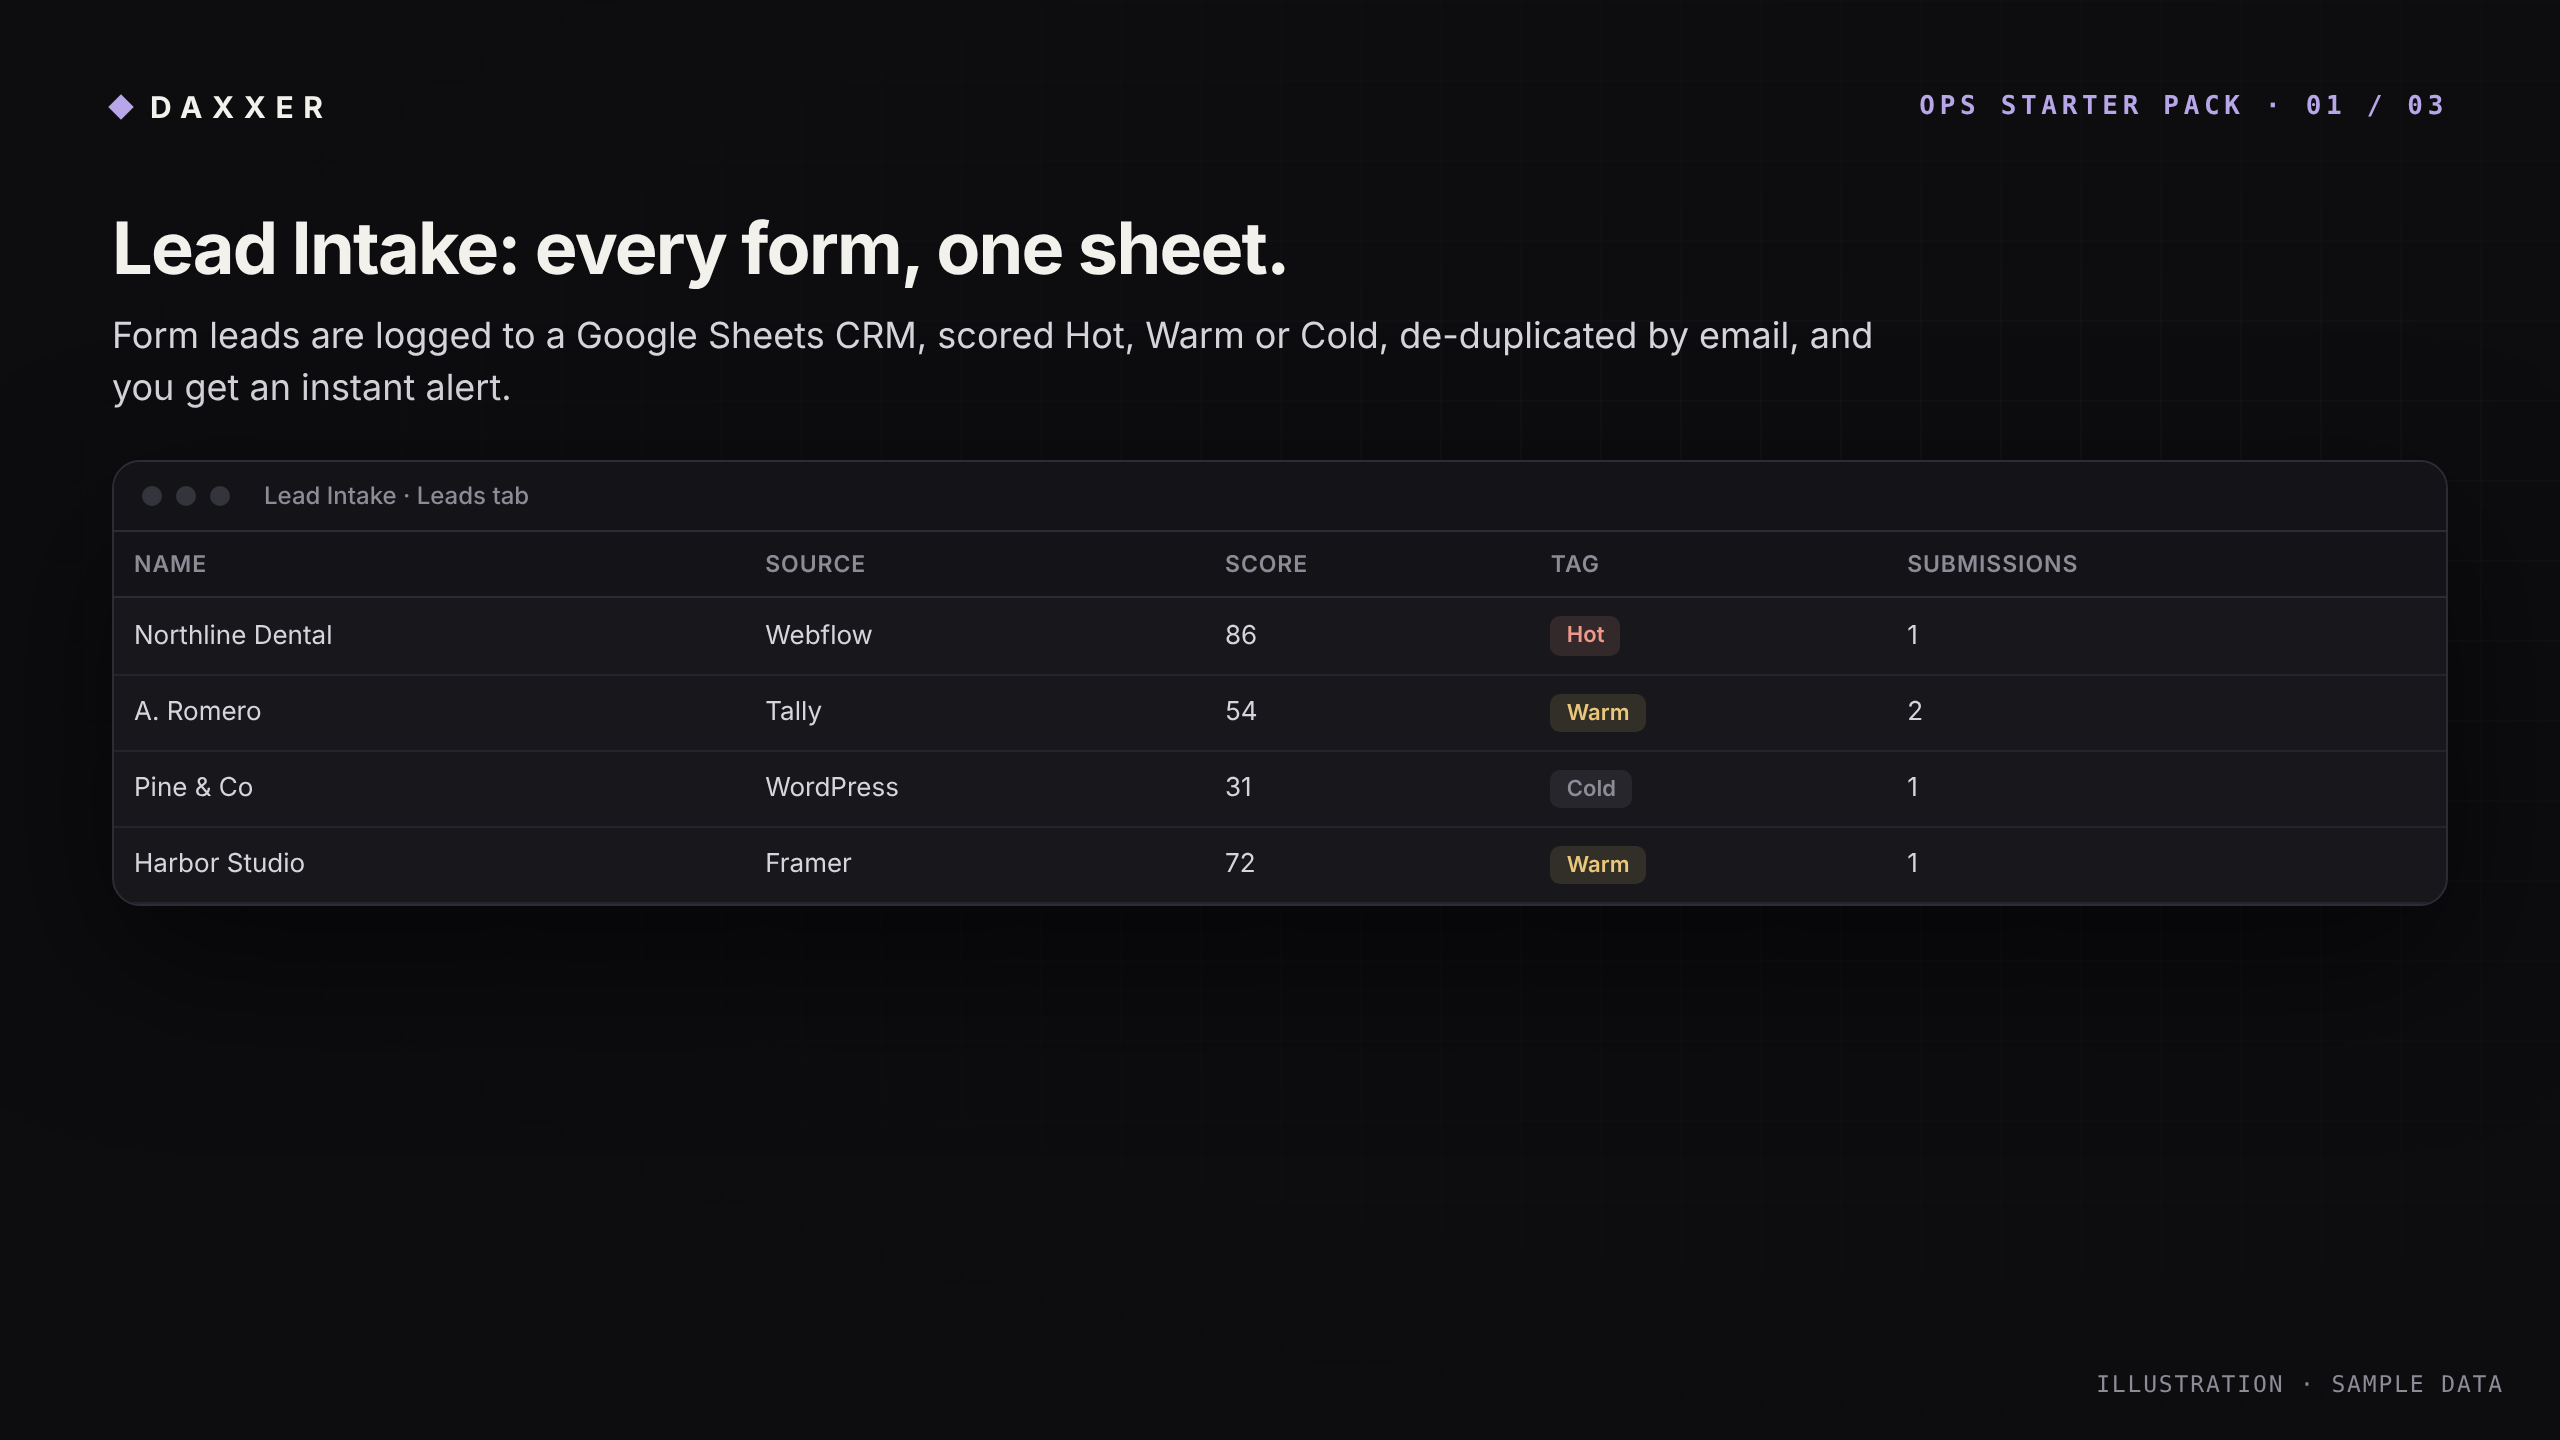 DAXXER
OPS STARTER PACK · 01 / 03
Lead Intake: every form, one sheet.
Form leads are logged to a Google Sheets CRM, scored Hot, Warm or Cold, de-duplicated by email, and
you get an instant alert.
Lead Intake · Leads tab
NAME SOURCE SCORE TAG SUBMISSIONS
Northline Dental Webflow 86 Hot 1
A. Romero Tally 54 Warm 2
Pine & Co WordPress 31 Cold 1
Harbor Studio Framer 72 Warm 1
ILLUSTRATION · SAMPLE DATA